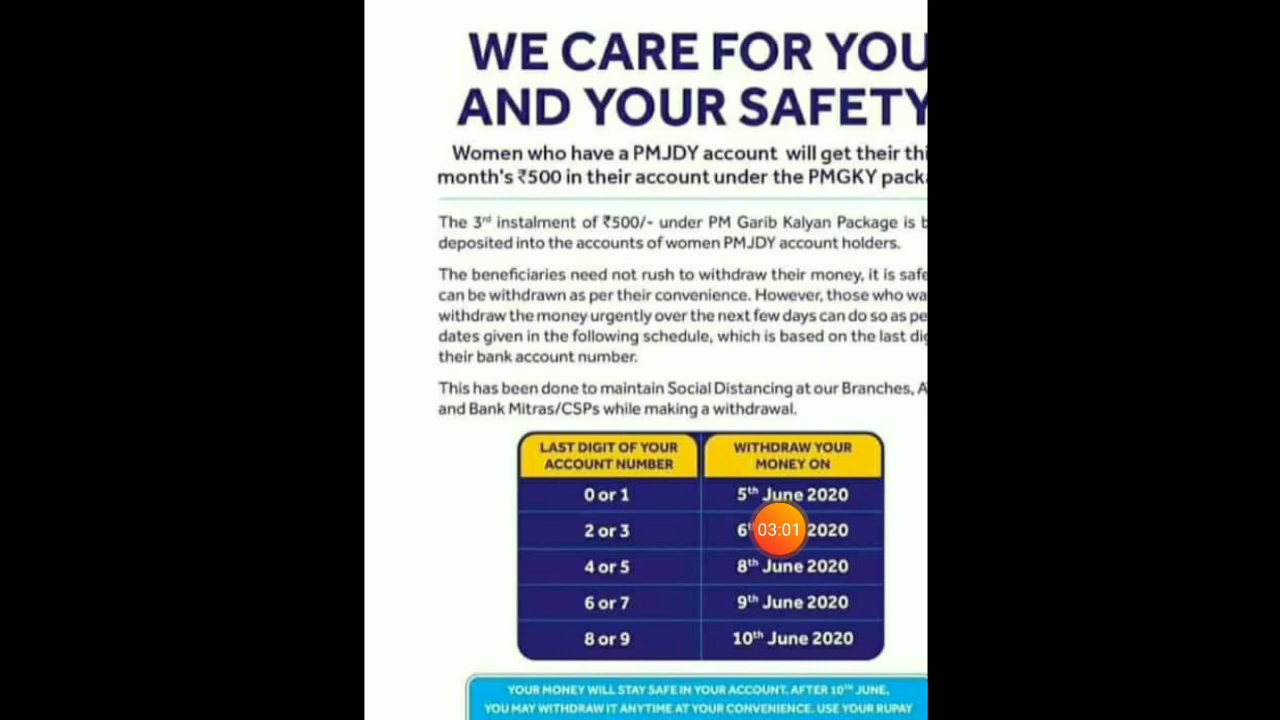 WE CARE FOR YOU
AND YOUR SAFETY
Women who have a PMJDY account will get their
month's ₹500 in their account under the PMGKY
The 3rd instalment of ₹500/- under PM Garib Kalyan Package is
deposited into the accounts of women PMJDY account holders.
The beneficiaries need not rush to withdraw their money, it is
can be withdrawn as per their convenience. However, those who
withdraw the money urgently over the next few days can do so as
dates given in the following schedule, which is based on the last
their bank account number.
This has been done to maintain Social Distancing at our Branches,
and Bank Mitras/CSPs while making a withdrawal.
LAST DIGIT OF YOUR WITHDRAW YOUR
ACCOUNT NUMBER MONEY ON
0 or 1 5th June 2020
2 or 3 03:01 2020
4 or 5 8th June 2020
6 or 7 9th June 2020
8 or 9 10th June 2020
YOUR MONEY WILL STAY SAFE IN YOUR ACCOUNT. AFTER 10TH JUNE,
YOU MAY WITHDRAW IT ANYTIME AT YOUR CONVENIENCE. USE YOUR RUPAY